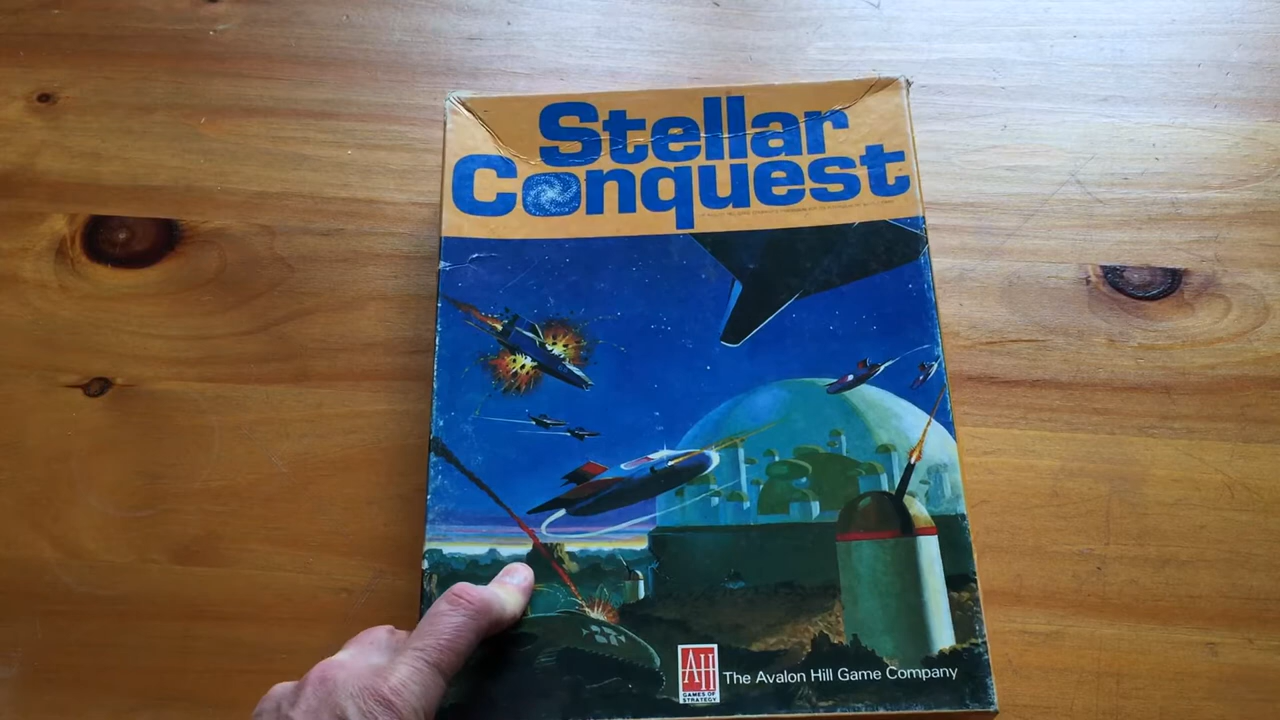 Stellar
Conquest
AH
GAMES OF
STRATEGY
The Avalon Hill Game Company